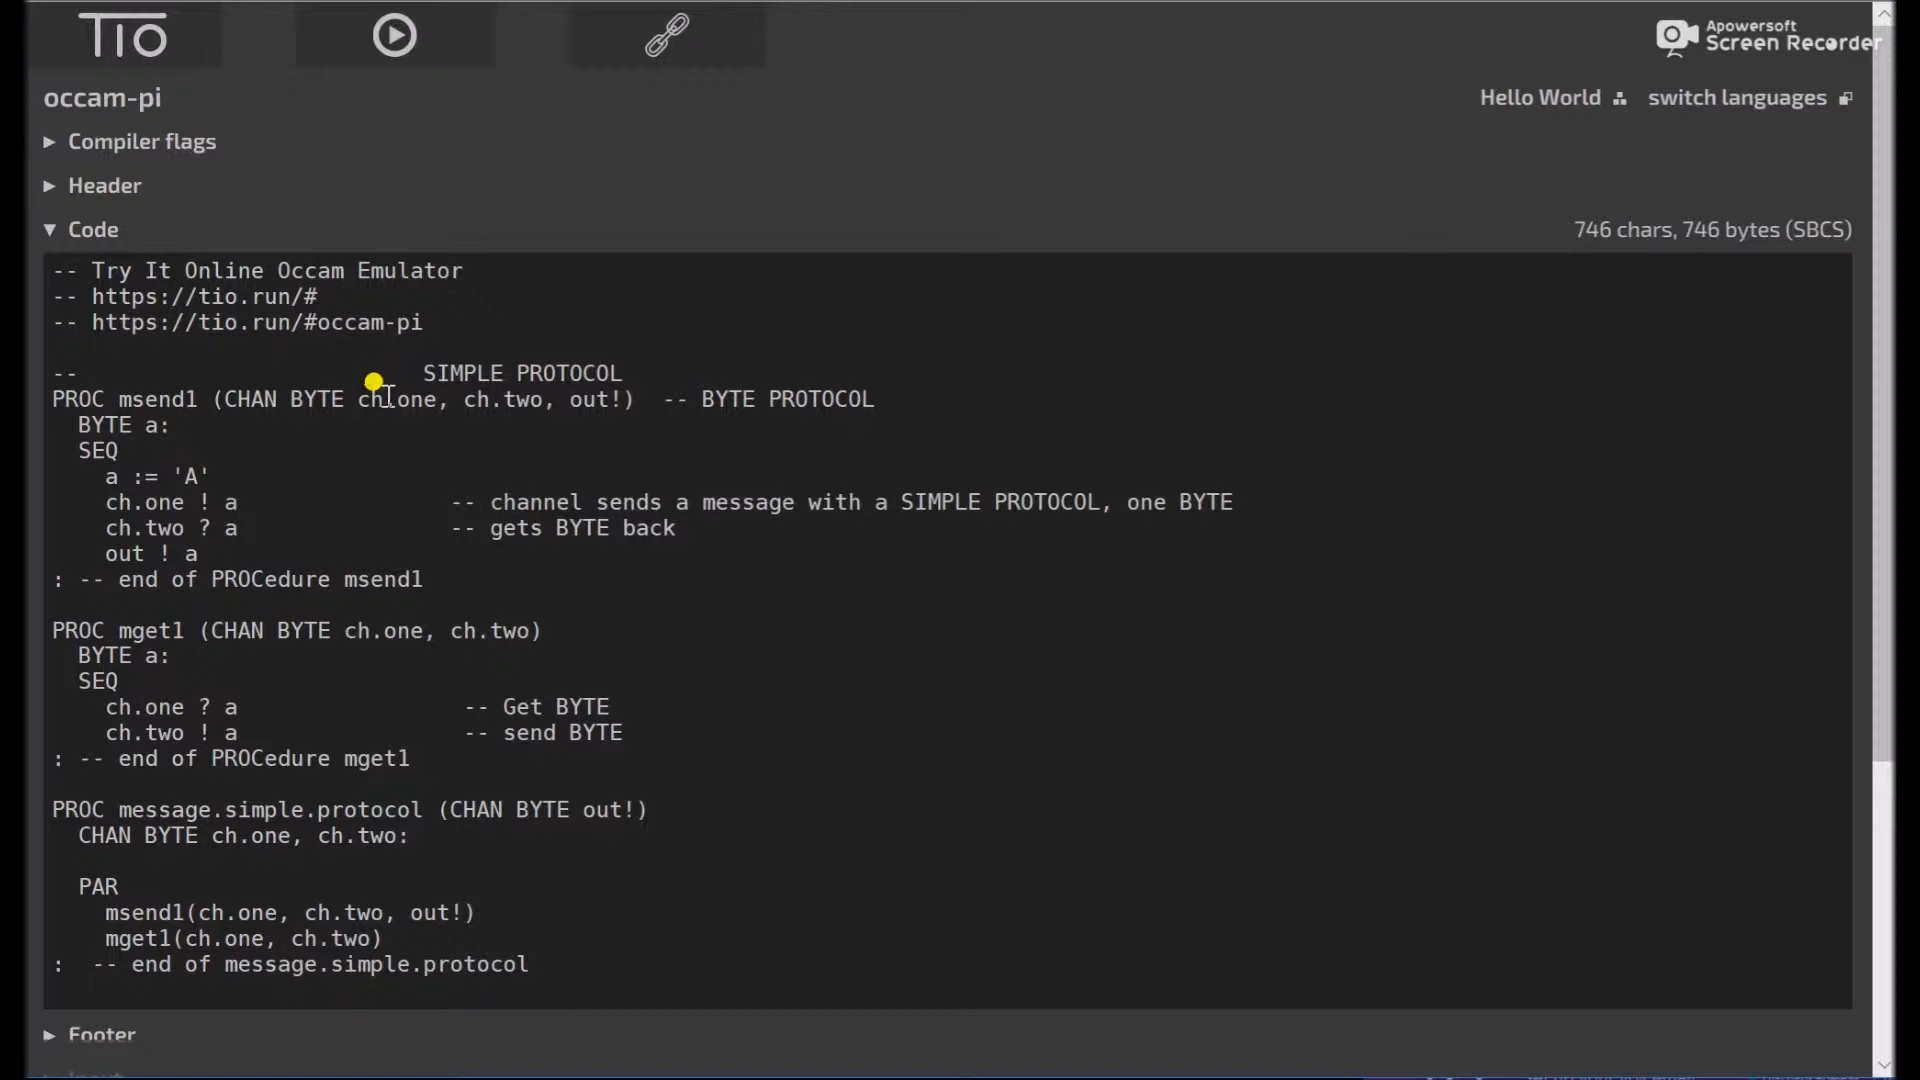 TIO
Apowersoft
Screen Recorder
occam-pi
Hello World switch languages
Compiler flags
Header
Code 746 chars, 746 bytes (SBCS)
-- Try It Online Occam Emulator
-- https://tio.run/#
-- https://tio.run/#occam-pi
-- SIMPLE PROTOCOL
PROC msend1 (CHAN BYTE ch.one, ch.two, out!) -- BYTE PROTOCOL
BYTE a:
SEQ
a := 'A'
ch.one ! a -- channel sends a message with a SIMPLE PROTOCOL, one BYTE
ch.two ? a -- gets BYTE back
out ! a
: -- end of PROCedure msend1
PROC mget1 (CHAN BYTE ch.one, ch.two)
BYTE a:
SEQ
ch.one ? a -- Get BYTE
ch.two ! a -- send BYTE
: -- end of PROCedure mget1
PROC message.simple.protocol (CHAN BYTE out!)
CHAN BYTE ch.one, ch.two:
PAR
msend1(ch.one, ch.two, out!)
mget1(ch.one, ch.two)
: -- end of message.simple.protocol
Footer